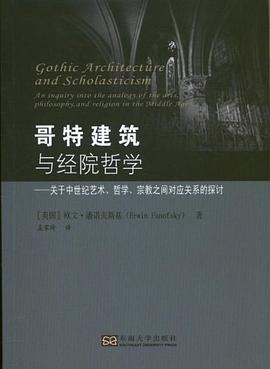 Gothic Architecture
and Scholasticism
An inquiry into the analogy of the arts,
philosophy,and religion in the Middle Ages
哥特建筑
与经院哲学
——关于中世纪艺术、哲学、宗教之间对应关系的探讨
[美国] 欧文·潘诺夫斯基(Erwin Panofsky) 著
吴家琦 译
东南大学出版社
SOUTHEAST UNIVERSITY PRESS